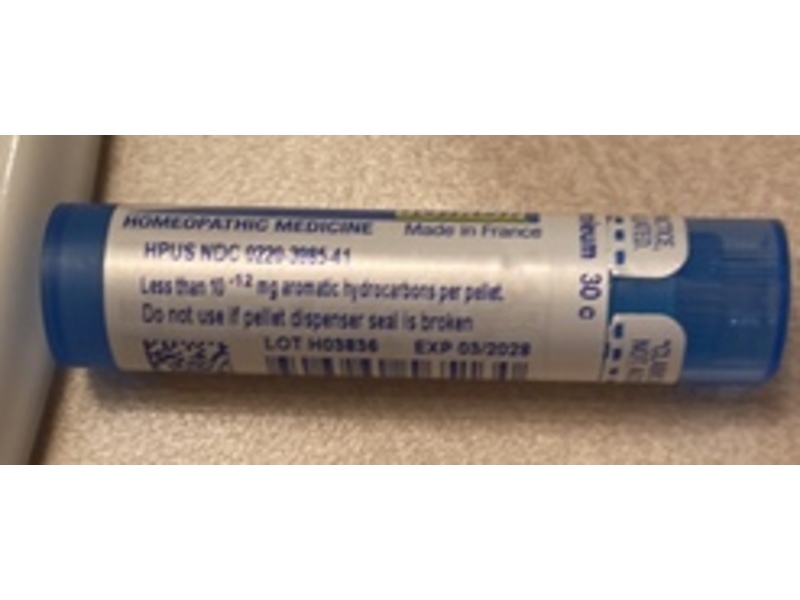 HOMEOPATHIC MEDICINE
Made in France
HPUS NDC 0220-3985-41
Less than 10 -12 mg aromatic hydrocarbons per pellet.
Do not use if pellet dispenser seal is broken
LOT H03836 EXP 03/2028
30 c